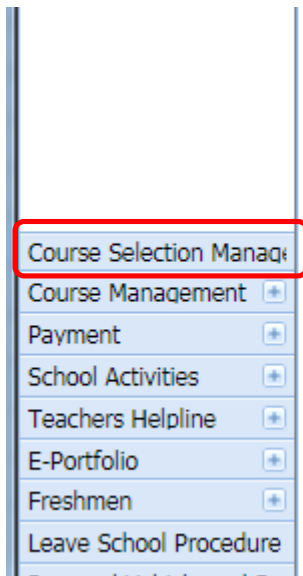 Course Selection Manage
Course Management
Payment
School Activities
Teachers Helpline
E-Portfolio
Freshmen
Leave School Procedure